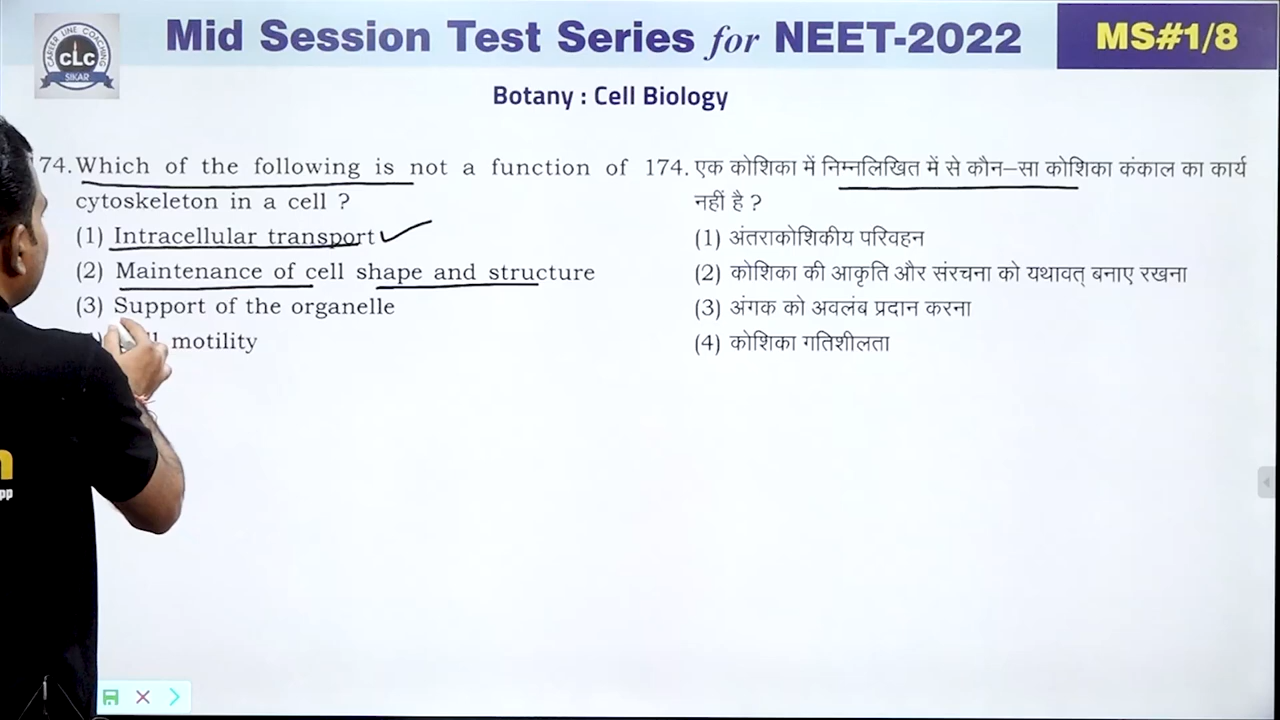 CAREER LINE COACHING
CLC
SIKAR
Mid Session Test Series for NEET-2022
MS#1/8
Botany : Cell Biology
74. Which of the following is not a function of
cytoskeleton in a cell ?
(1) Intracellular transport
(2) Maintenance of cell shape and structure
(3) Support of the organelle
motility
174. एक कोशिका में निम्नलिखित में से कौन–सा कोशिका कंकाल का कार्य
नहीं है ?
(1) अंतराकोशिकीय परिवहन
(2) कोशिका की आकृति और संरचना को यथावत् बनाए रखना
(3) अंगक को अवलंब प्रदान करना
(4) कोशिका गतिशीलता